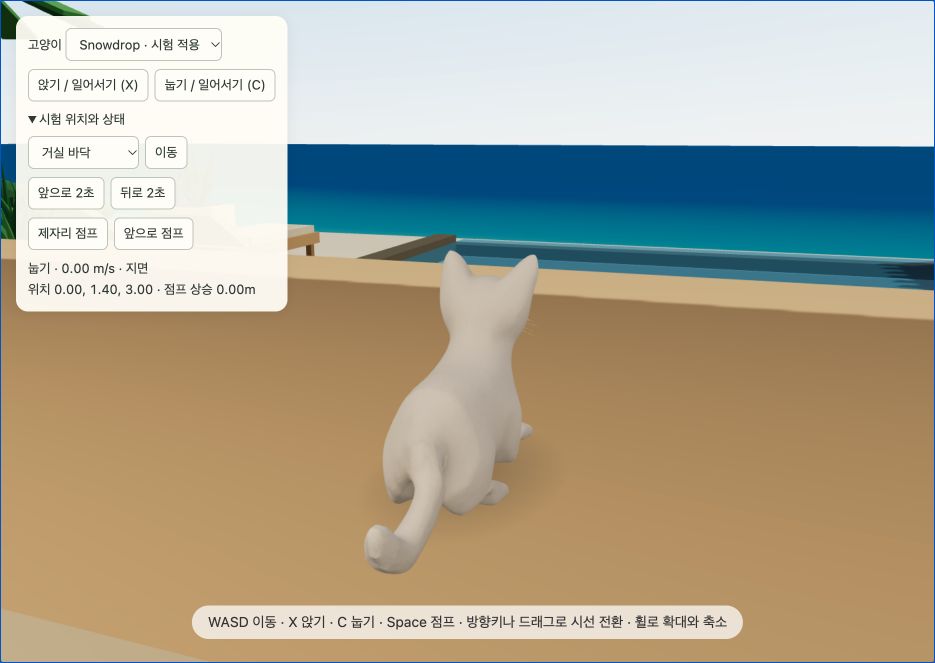 고양이 Snowdrop · 시험 적용
앉기 / 일어서기 (X) 눕기 / 일어서기 (C)
▼ 시험 위치와 상태
거실 바닥 이동
앞으로 2초 뒤로 2초
제자리 점프 앞으로 점프
눕기 · 0.00 m/s · 지면
위치 0.00, 1.40, 3.00 · 점프 상승 0.00m
WASD 이동 · X 앉기 · C 눕기 · Space 점프 · 방향키나 드래그로 시선 전환 · 휠로 확대와 축소